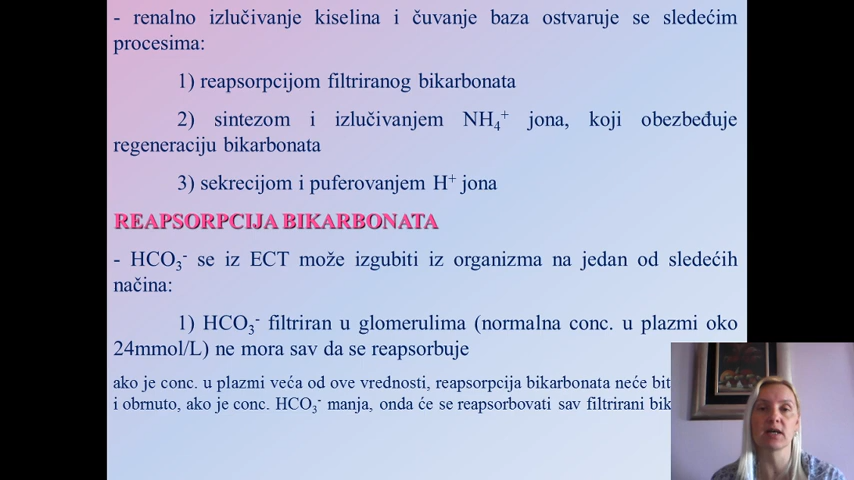 - renalno izlučivanje kiselina i čuvanje baza ostvaruje se sledećim
procesima:
1) reapsorpcijom filtriranog bikarbonata
2) sintezom i izlučivanjem NH₄⁺ jona, koji obezbeđuje
regeneraciju bikarbonata
3) sekrecijom i puferovanjem H⁺ jona
REAPSORPCIJA BIKARBONATA
- HCO₃⁻ se iz ECT može izgubiti iz organizma na jedan od sledećih
načina:
1) HCO₃⁻ filtriran u glomerulima (normalna conc. u plazmi oko
24mmol/L) ne mora sav da se reapsorbuje
ako je conc. u plazmi veća od ove vrednosti, reapsorpcija bikarbonata neće
i obrnuto, ako je conc. HCO₃⁻ manja, onda će se reapsorbovati sav filtrirani